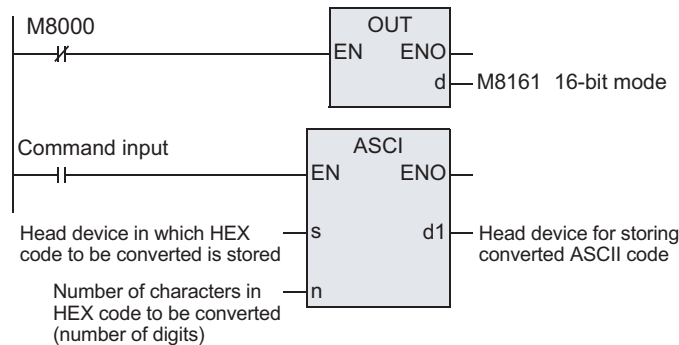 M8000
OUT
EN ENO
d M8161 16-bit mode
Command input
ASCI
EN ENO
Head device in which HEX
code to be converted is stored
s d1
Head device for storing
converted ASCII code
Number of characters in
HEX code to be converted
(number of digits)
n